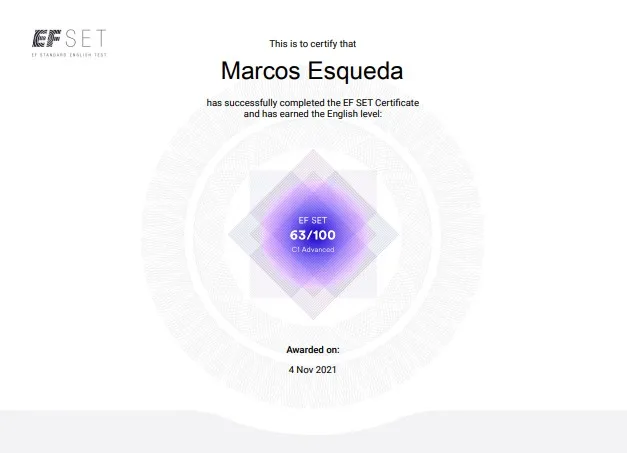 EF SET
EF STANDARD ENGLISH TEST
This is to certify that
Marcos Esqueda
has successfully completed the EF SET Certificate
and has earned the English level:
EF SET
63/100
C1 Advanced
Awarded on:
4 Nov 2021